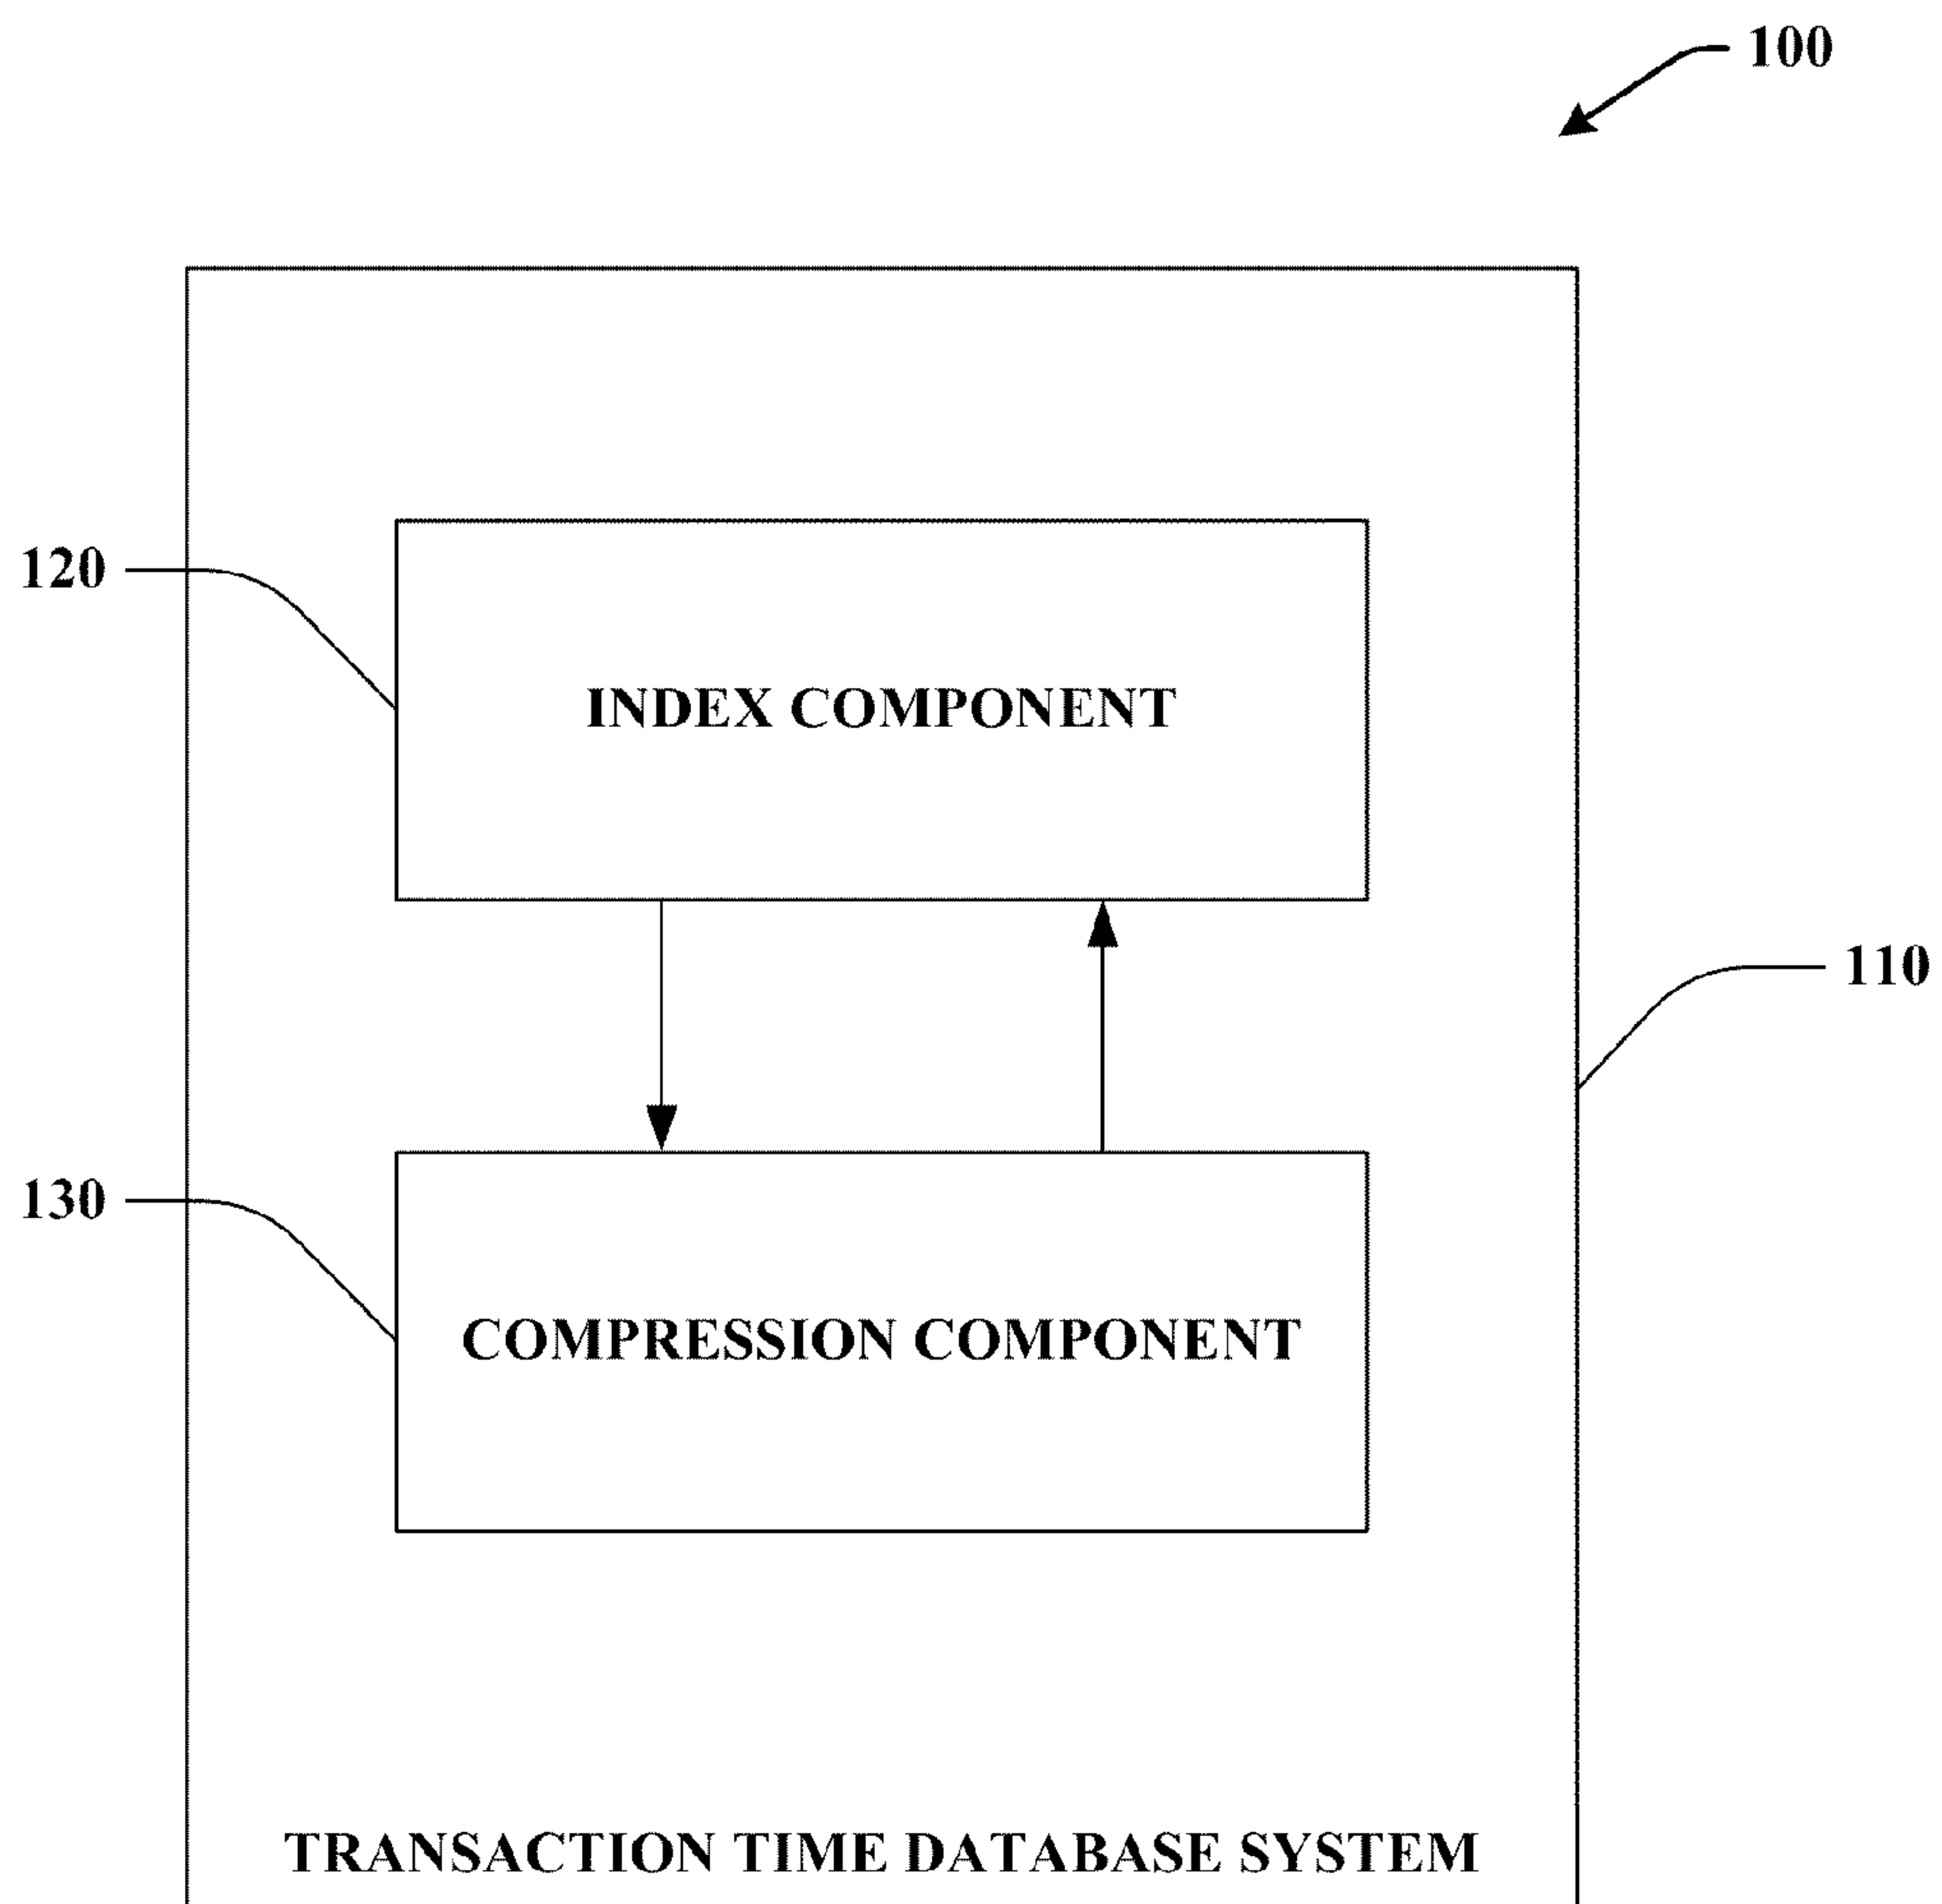 100
120
INDEX COMPONENT
110
130
COMPRESSION COMPONENT
TRANSACTION TIME DATABASE SYSTEM